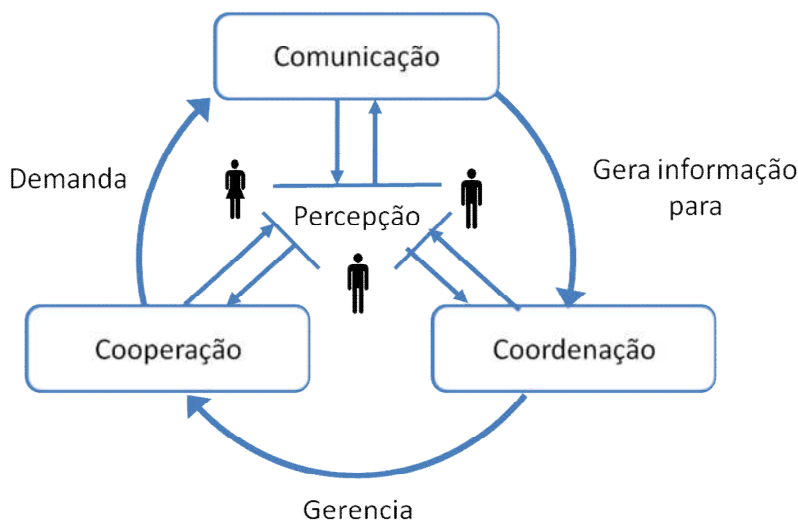 Comunicação
Demanda
Gera informação
para
Percepção
Cooperação
Coordenação
Gerencia